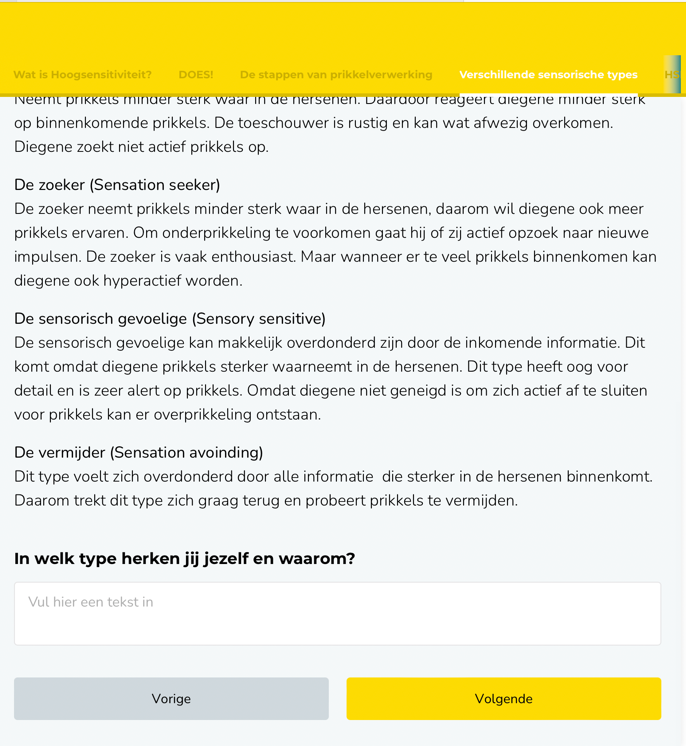 Wat is Hoogsensitiviteit? DOES! De stappen van prikkelverwerking Verschillende sensorische types
Neemt prikkels minder sterk waar in de hersenen. Daardoor reageert diegene minder sterk
op binnenkomende prikkels. De toeschouwer is rustig en kan wat afwezig overkomen.
Diegene zoekt niet actief prikkels op.
De zoeker (Sensation seeker)
De zoeker neemt prikkels minder sterk waar in de hersenen, daarom wil diegene ook meer
prikkels ervaren. Om onderprikkeling te voorkomen gaat hij of zij actief opzoek naar nieuwe
impulsen. De zoeker is vaak enthousiast. Maar wanneer er te veel prikkels binnenkomen kan
diegene ook hyperactief worden.
De sensorisch gevoelige (Sensory sensitive)
De sensorisch gevoelige kan makkelijk overdonderd zijn door de inkomende informatie. Dit
komt omdat diegene prikkels sterker waarneemt in de hersenen. Dit type heeft oog voor
detail en is zeer alert op prikkels. Omdat diegene niet geneigd is om zich actief af te sluiten
voor prikkels kan er overprikkeling ontstaan.
De vermijder (Sensation avoinding)
Dit type voelt zich overdonderd door alle informatie  die sterker in de hersenen binnenkomt.
Daarom trekt dit type zich graag terug en probeert prikkels te vermijden.
In welk type herken jij jezelf en waarom?
Vul hier een tekst in
Vorige Volgende